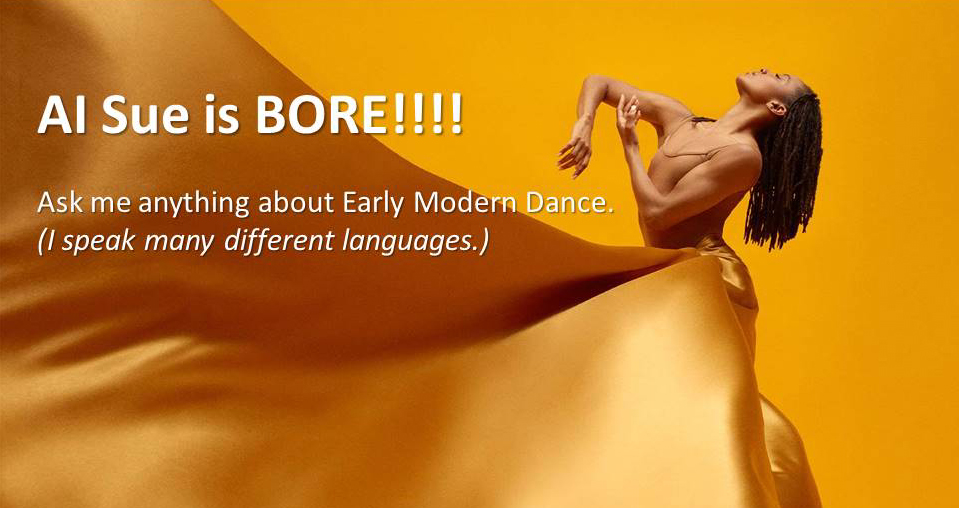 AI Sue is BORE!!!!
Ask me anything about Early Modern Dance.
(I speak many different languages.)